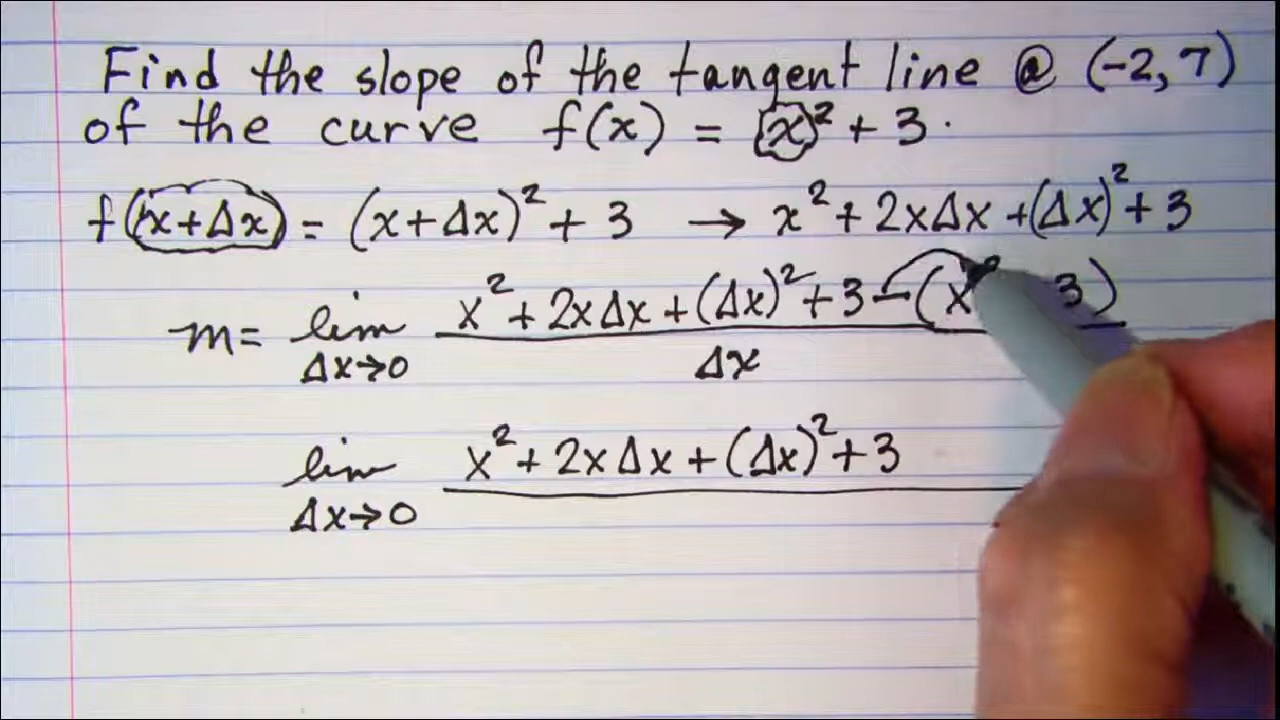 Find the slope of the tangent line @ (-2, 7)
of the curve f(x) = (x)² + 3.
f(x+Δx) = (x+Δx)² + 3 → x² + 2xΔx + (Δx)² + 3
m = lim Δx→0 x² + 2xΔx + (Δx)² + 3 - (x² 3) / Δx
lim Δx→0 x² + 2xΔx + (Δx)² + 3